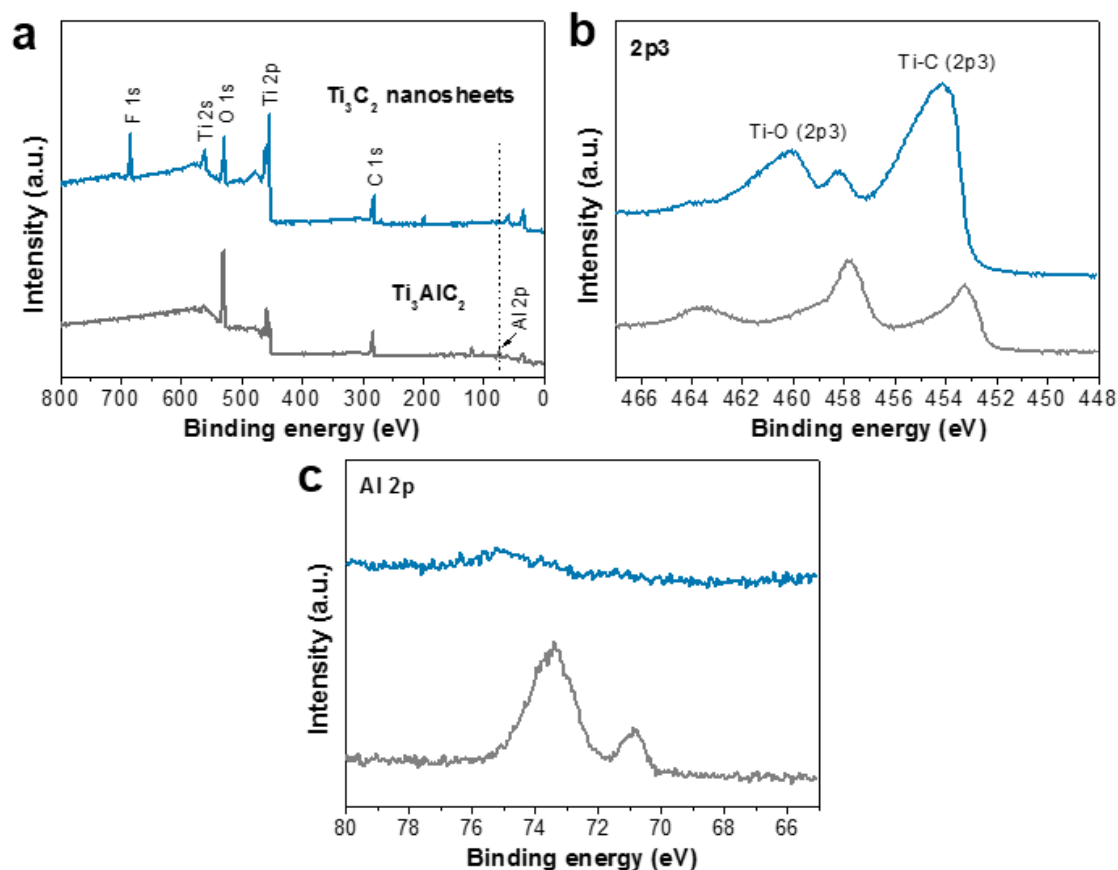 a
F 1s
Ti 2s
O 1s
Ti 2p
Ti₃C₂ nanosheets
C 1s
Ti₃AlC₂
Al 2p
Intensity (a.u.)
800 700 600 500 400 300 200 100 0
Binding energy (eV)
b
2p3
Ti-C (2p3)
Ti-O (2p3)
Intensity (a.u.)
466 464 462 460 458 456 454 452 450 448
Binding energy (eV)
c
Al 2p
Intensity (a.u.)
80 78 76 74 72 70 68 66
Binding energy (eV)